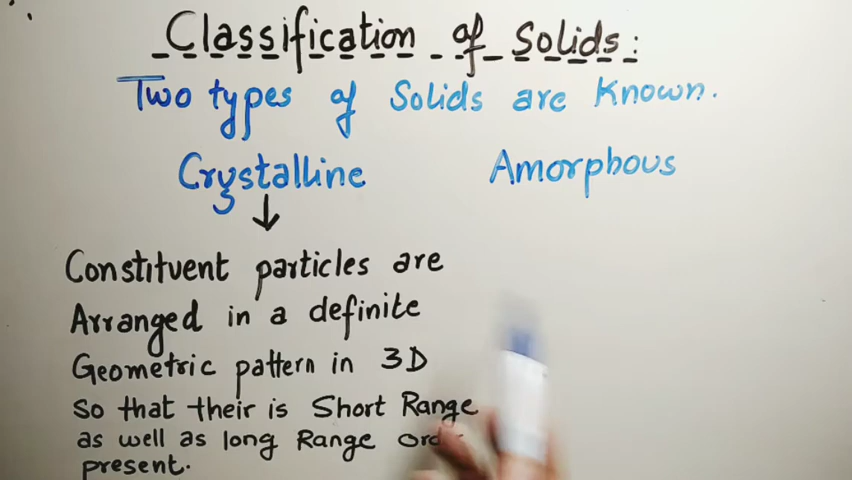 Classification of Solids:
Two types of Solids are Known.
Crystalline Amorphous
Constituent particles are
Arranged in a definite
Geometric pattern in 3D
So that their is Short Range
as well as long Range
present.